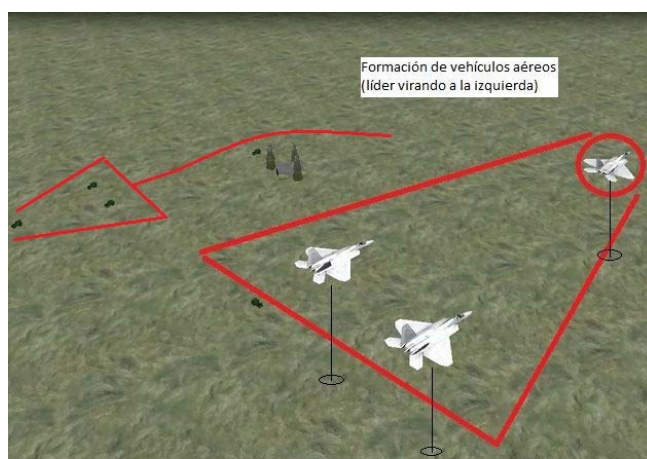 Formación de vehículos aéreos
(líder virando a la izquierda)